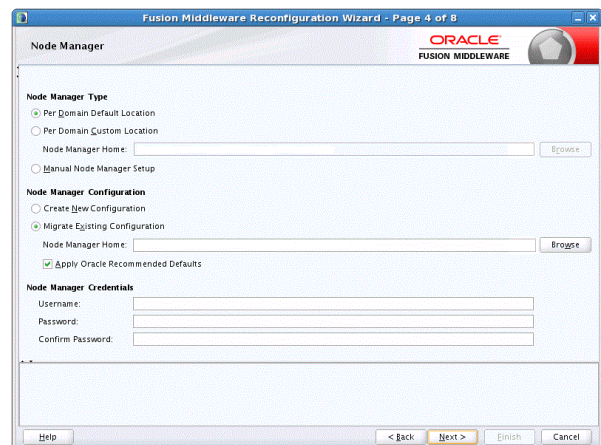 Fusion Middleware Reconfiguration Wizard - Page 4 of 8
Node Manager
ORACLE
FUSION MIDDLEWARE
Node Manager Type
Per Domain Default Location
Per Domain Custom Location
Node Manager Home:
Browse
Manual Node Manager Setup
Node Manager Configuration
Create New Configuration
Migrate Existing Configuration
Node Manager Home:
Browse
Apply Oracle Recommended Defaults
Node Manager Credentials
Username:
Password:
Confirm Password:
Help
< Back
Next >
Finish
Cancel